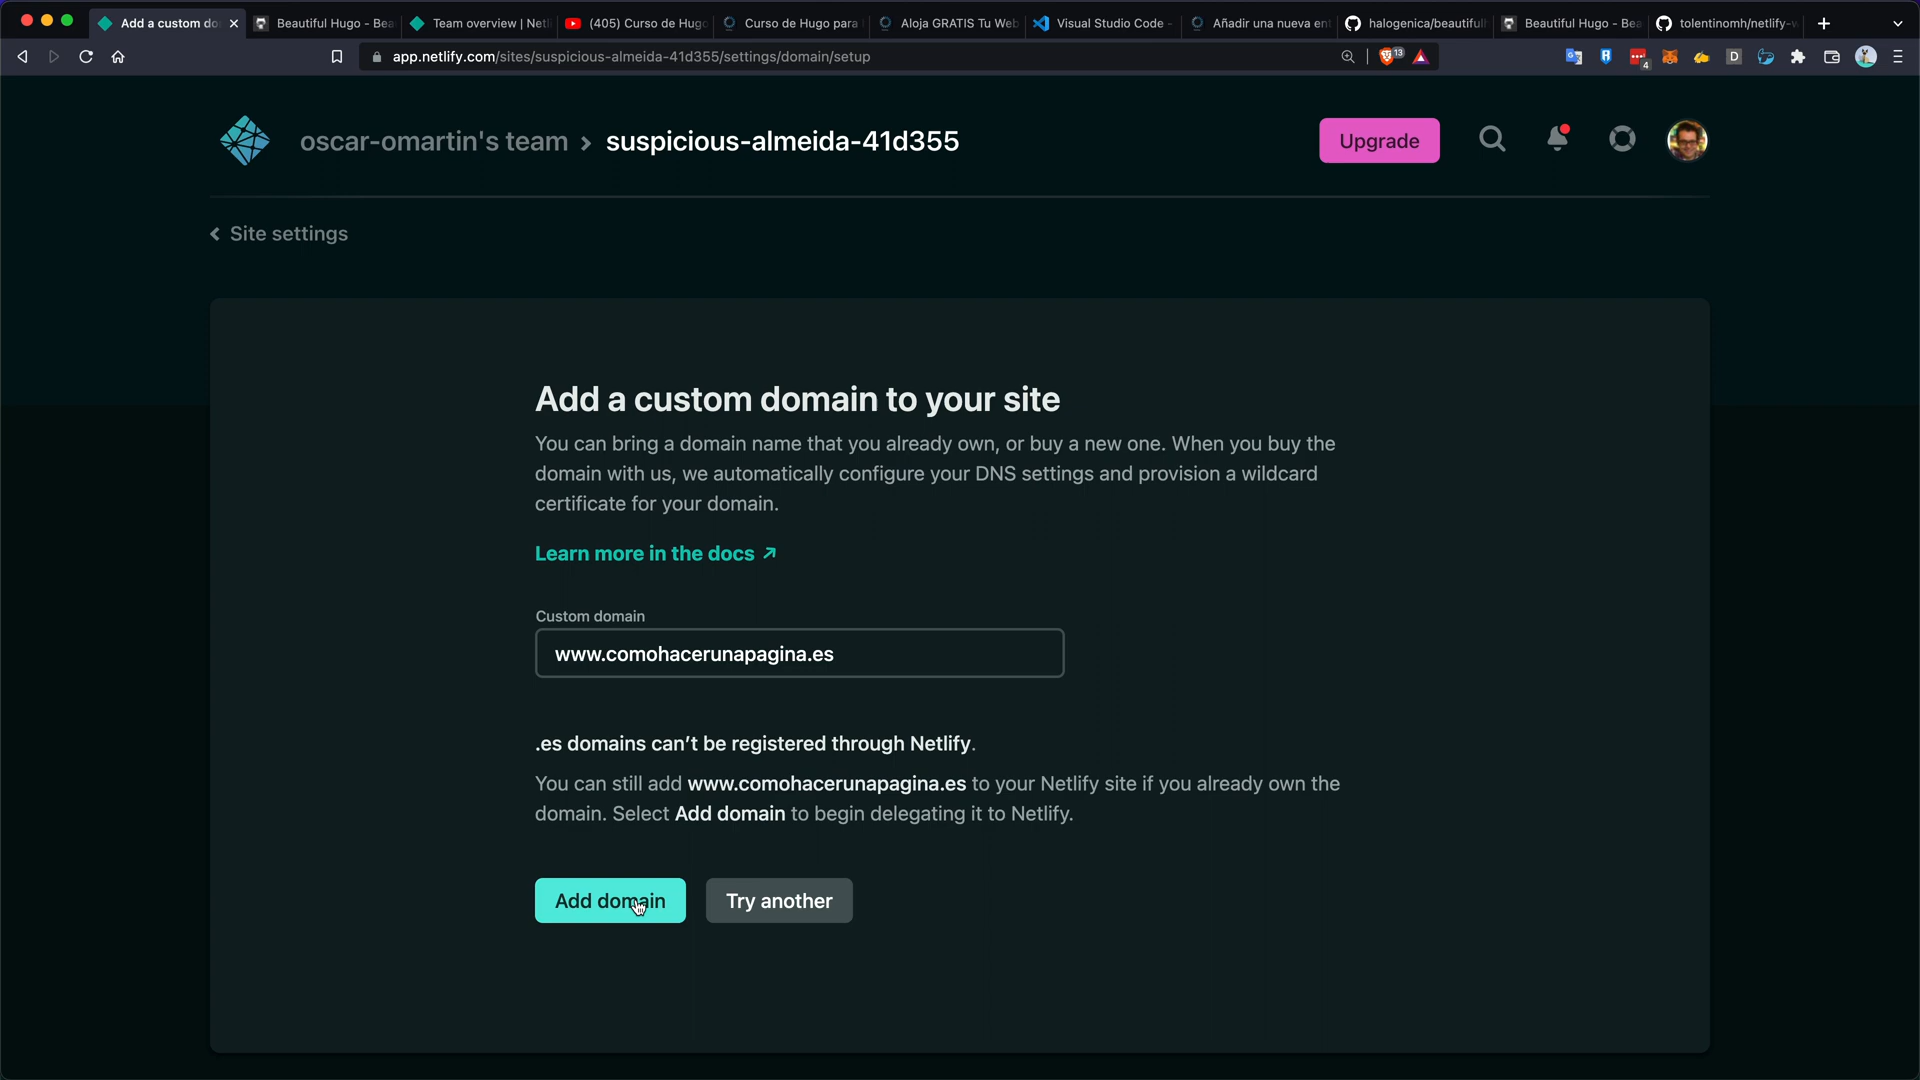 Add a custom do
Beautiful Hugo - Bea
Team overview | Netl
(405) Curso de Hugo
Curso de Hugo para
Aloja GRATIS Tu Web
Visual Studio Code -
Añadir una nueva ent
halogenica/beautifulh
Beautiful Hugo - Bea
tolentinomh/netlify-w
app.netlify.com/sites/suspicious-almeida-41d355/settings/domain/setup
13
4
D
oscar-omartin's team
suspicious-almeida-41d355
Upgrade
Site settings
Add a custom domain to your site
You can bring a domain name that you already own, or buy a new one. When you buy the
domain with us, we automatically configure your DNS settings and provision a wildcard
certificate for your domain.
Learn more in the docs
Custom domain
www.comohacerunapagina.es
.es domains can’t be registered through Netlify.
You can still add www.comohacerunapagina.es to your Netlify site if you already own the
domain. Select Add domain to begin delegating it to Netlify.
Add domain
Try another